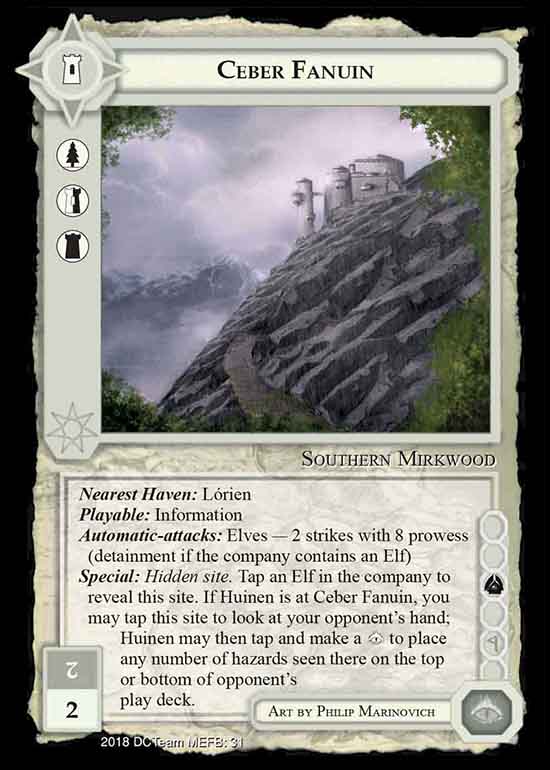 CEBER FANUIN
SOUTHERN MIRKWOOD
Nearest Haven: Lórien
Playable: Information
Automatic-attacks: Elves — 2 strikes with 8 prowess
(detainment if the company contains an Elf)
Special: Hidden site. Tap an Elf in the company to
reveal this site. If Huinen is at Ceber Fanuin, you
may tap this site to look at your opponent's hand;
Huinen may then tap and make a to place
any number of hazards seen there on the top
or bottom of opponent's
play deck.
2
2
ART BY PHILIP MARINOVICH
2018 DCTeam MEFB: 31